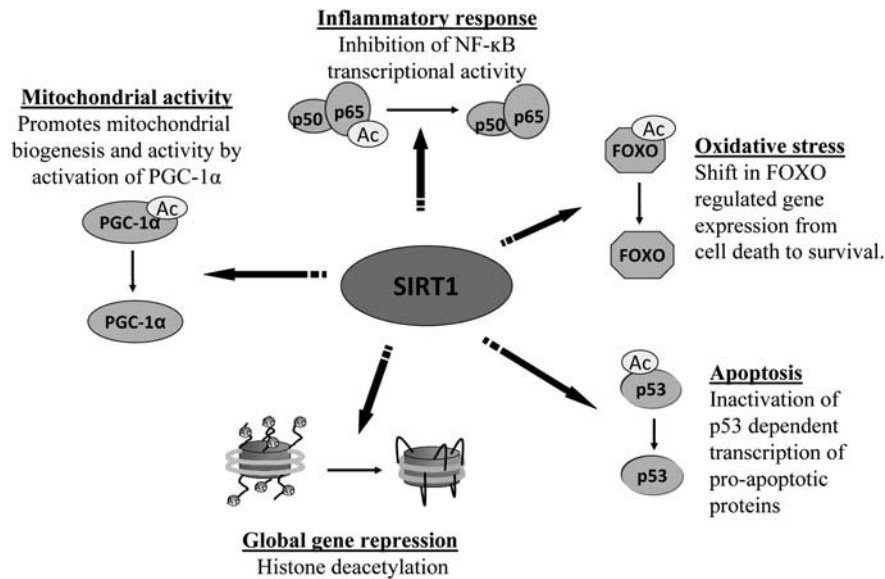 Inflammatory response
Inhibition of NF-κB
transcriptional activity
p50
p65
Ac
p50
p65
Mitochondrial activity
Promotes mitochondrial
biogenesis and activity by
activation of PGC-1α
Ac
PGC-1α
PGC-1α
Ac
FOXO
FOXO
Oxidative stress
Shift in FOXO
regulated gene
expression from
cell death to survival.
SIRT1
Ac
p53
p53
Apoptosis
Inactivation of
p53 dependent
transcription of
pro-apoptotic
proteins
Global gene repression
Histone deacetylation